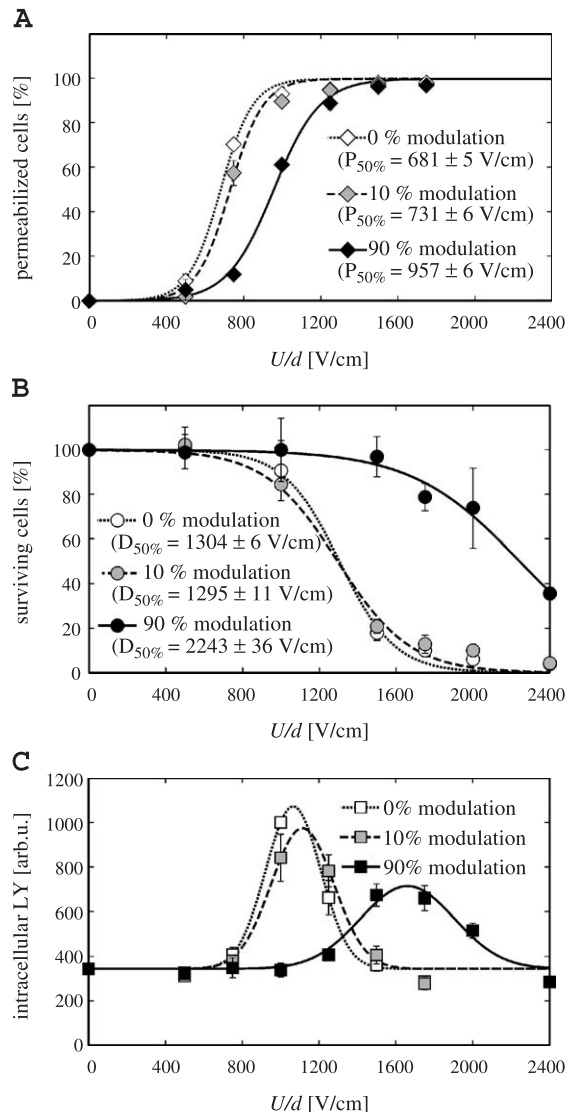 A
permeabilized cells [%]
100
80
60
40
20
0
0 % modulation
(P50% = 681 ± 5 V/cm)
10 % modulation
(P50% = 731 ± 6 V/cm)
90 % modulation
(P50% = 957 ± 6 V/cm)
0 400 800 1200 1600 2000 2400
U/d [V/cm]
B
surviving cells [%]
100
80
60
40
20
0
0 % modulation
(D50% = 1304 ± 6 V/cm)
10 % modulation
(D50% = 1295 ± 11 V/cm)
90 % modulation
(D50% = 2243 ± 36 V/cm)
0 400 800 1200 1600 2000 2400
U/d [V/cm]
C
intracellular LY [arb.u.]
1200
1000
800
600
400
200
0
0% modulation
10% modulation
90% modulation
0 400 800 1200 1600 2000 2400
U/d [V/cm]